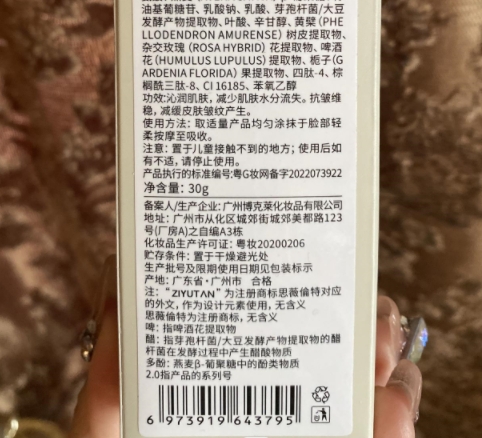 油基葡糖苷、乳酸钠、乳酸、芽孢杆菌/大豆
发酵产物提取物、叶酸、辛甘醇、黄檗 (PHE
LLODENDRON AMURENSE) 树皮提取物、
杂交玫瑰 (ROSA HYBRID) 花提取物、啤酒
花 (HUMULUS LUPULUS) 提取物、栀子 (G
ARDENIA FLORIDA) 果提取物、四肽-4、棕
榈酰三肽-8、CI 16185、苯氧乙醇
功效:沁润肌肤，减少肌肤水分流失。抗皱维
稳，减缓皮肤皱纹产生。
使用方法：取适量产品均匀涂抹于脸部轻
柔按摩至吸收。
注意：置于儿童接触不到的地方；使用后如
有不适，请停止使用。
产品执行的标准编号:粤G妆网备字2022073922
净含量：30g
备案人/生产企业：广州博克莱化妆品有限公司
地址：广州市从化区城郊街城郊美都路123
号(厂房A)之自编A3栋
化妆品生产许可证：粤妆20200206
贮存条件：置于干燥避光处
生产批号及限期使用日期见包装标示
产地：广东省·广州市 合格
注：“ZIYUTAN”为注册商标思薇倫特对应
的外文，作为设计元素使用，无含义
思薇倫特为注册商标，无含义
啤：指啤酒花提取物
醋：指芽孢杆菌/大豆发酵产物提取物的醋
杆菌在发酵过程中产生醋酸物质
多酚：燕麦β-葡聚糖中的酚类物质
2.0指产品的系列号
6 973919 643795